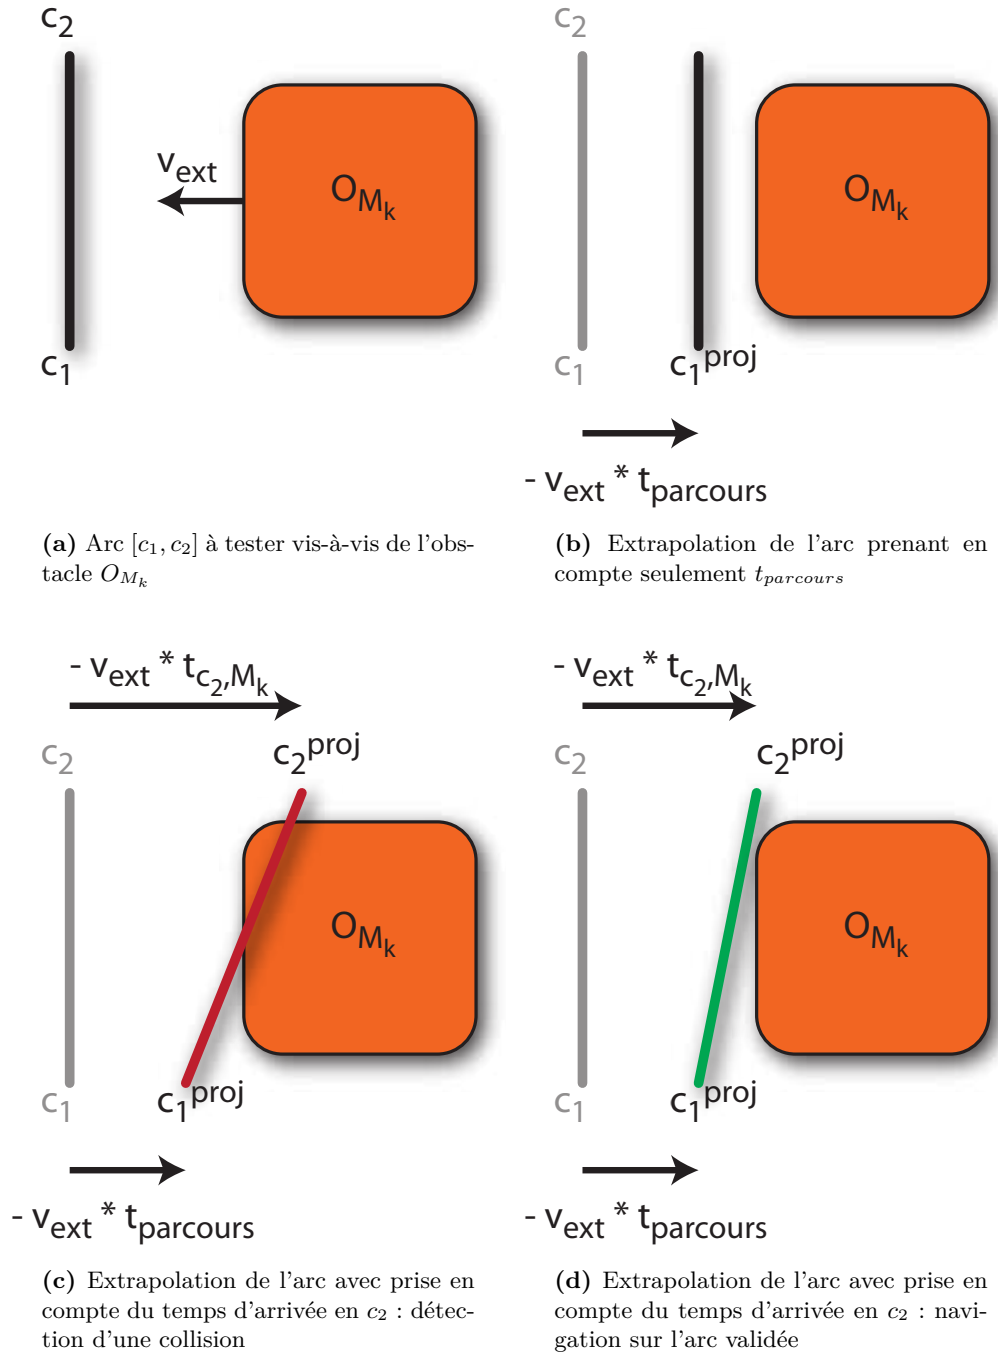 c2
vext
OMk
c1
c2
OMk
c1
c1proj
- vext * tparcours
(a) Arc [c1, c2] à tester vis-à-vis de l'obs-
tacle OMk
(b) Extrapolation de l'arc prenant en
compte seulement tparcours
- vext * tc2,Mk
c2
c2proj
OMk
c1
c1proj
- vext * tparcours
- vext * tc2,Mk
c2
c2proj
OMk
c1
c1proj
- vext * tparcours
(c) Extrapolation de l'arc avec prise en
compte du temps d'arrivée en c2 : détec-
tion d'une collision
(d) Extrapolation de l'arc avec prise en
compte du temps d'arrivée en c2 : navi-
gation sur l'arc validée